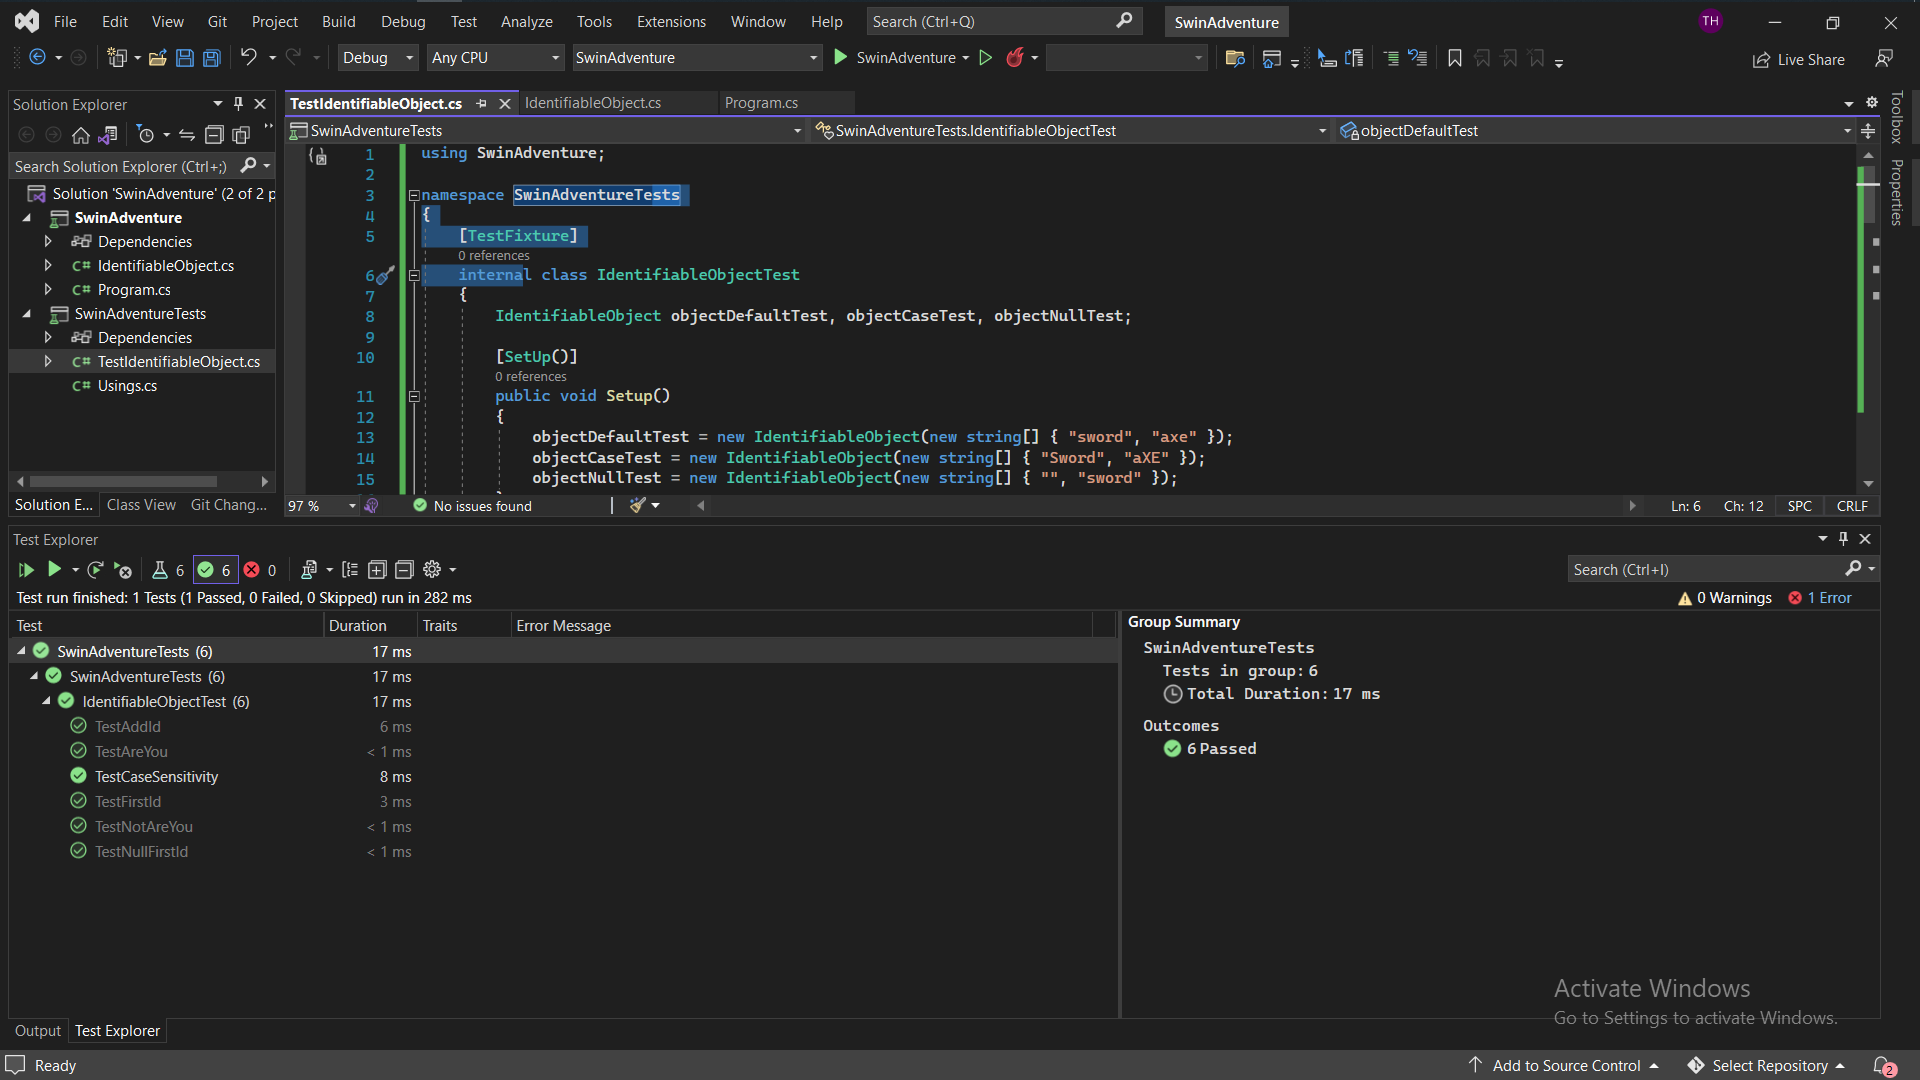 File Edit View Git Project Build Debug Test Analyze Tools Extensions Window Help Search (Ctrl+Q) SwinAdventure TH
Debug Any CPU SwinAdventure SwinAdventure Live Share
Solution Explorer
Search Solution Explorer (Ctrl+;)
Solution 'SwinAdventure' (2 of 2 p
SwinAdventure
Dependencies
C# IdentifiableObject.cs
C# Program.cs
SwinAdventureTests
Dependencies
C# TestIdentifiableObject.cs
C# Usings.cs
Solution E... Class View Git Chang...
TestIdentifiableObject.cs IdentifiableObject.cs Program.cs
SwinAdventureTests SwinAdventureTests.IdentifiableObjectTest objectDefaultTest
1 using SwinAdventure;
2
3 namespace SwinAdventureTests
4 {
5 [TestFixture]
0 references
6 internal class IdentifiableObjectTest
7 {
8 IdentifiableObject objectDefaultTest, objectCaseTest, objectNullTest;
9
10 [SetUp()]
0 references
11 public void Setup()
12 {
13 objectDefaultTest = new IdentifiableObject(new string[] { "sword", "axe" });
14 objectCaseTest = new IdentifiableObject(new string[] { "Sword", "aXE" });
15 objectNullTest = new IdentifiableObject(new string[] { "", "sword" });
97 % No issues found Ln: 6 Ch: 12 SPC CRLF
Toolbox
Properties
Test Explorer
6 6 0 Search (Ctrl+I)
Test run finished: 1 Tests (1 Passed, 0 Failed, 0 Skipped) run in 282 ms 0 Warnings 1 Error
Test Duration Traits Error Message
SwinAdventureTests (6) 17 ms
SwinAdventureTests (6) 17 ms
IdentifiableObjectTest (6) 17 ms
TestAddId 6 ms
TestAreYou < 1 ms
TestCaseSensitivity 8 ms
TestFirstId 3 ms
TestNotAreYou < 1 ms
TestNullFirstId < 1 ms
Group Summary
SwinAdventureTests
Tests in group: 6
Total Duration: 17 ms
Outcomes
6 Passed
Activate Windows
Go to Settings to activate Windows.
Output Test Explorer
Ready Add to Source Control Select Repository 2